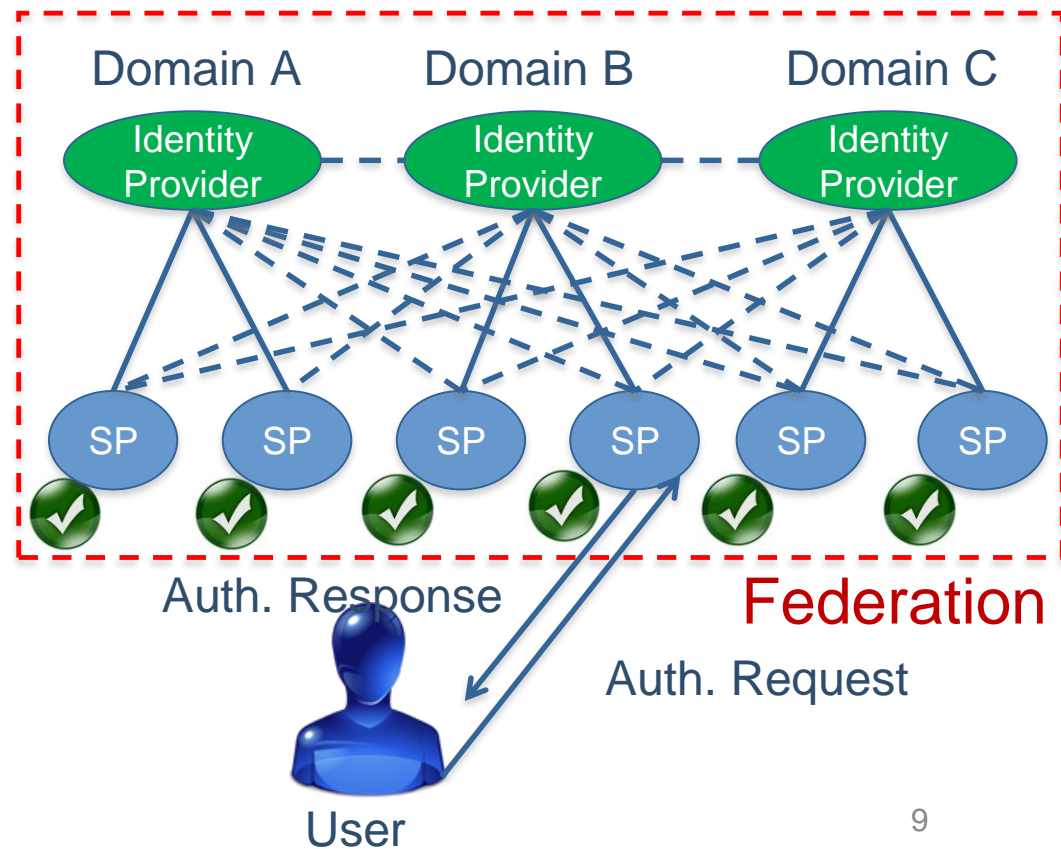 Domain A
Domain B
Domain C
Identity
Provider
Identity
Provider
Identity
Provider
SP
SP
SP
SP
SP
SP
Auth. Response
Federation
Auth. Request
User
9